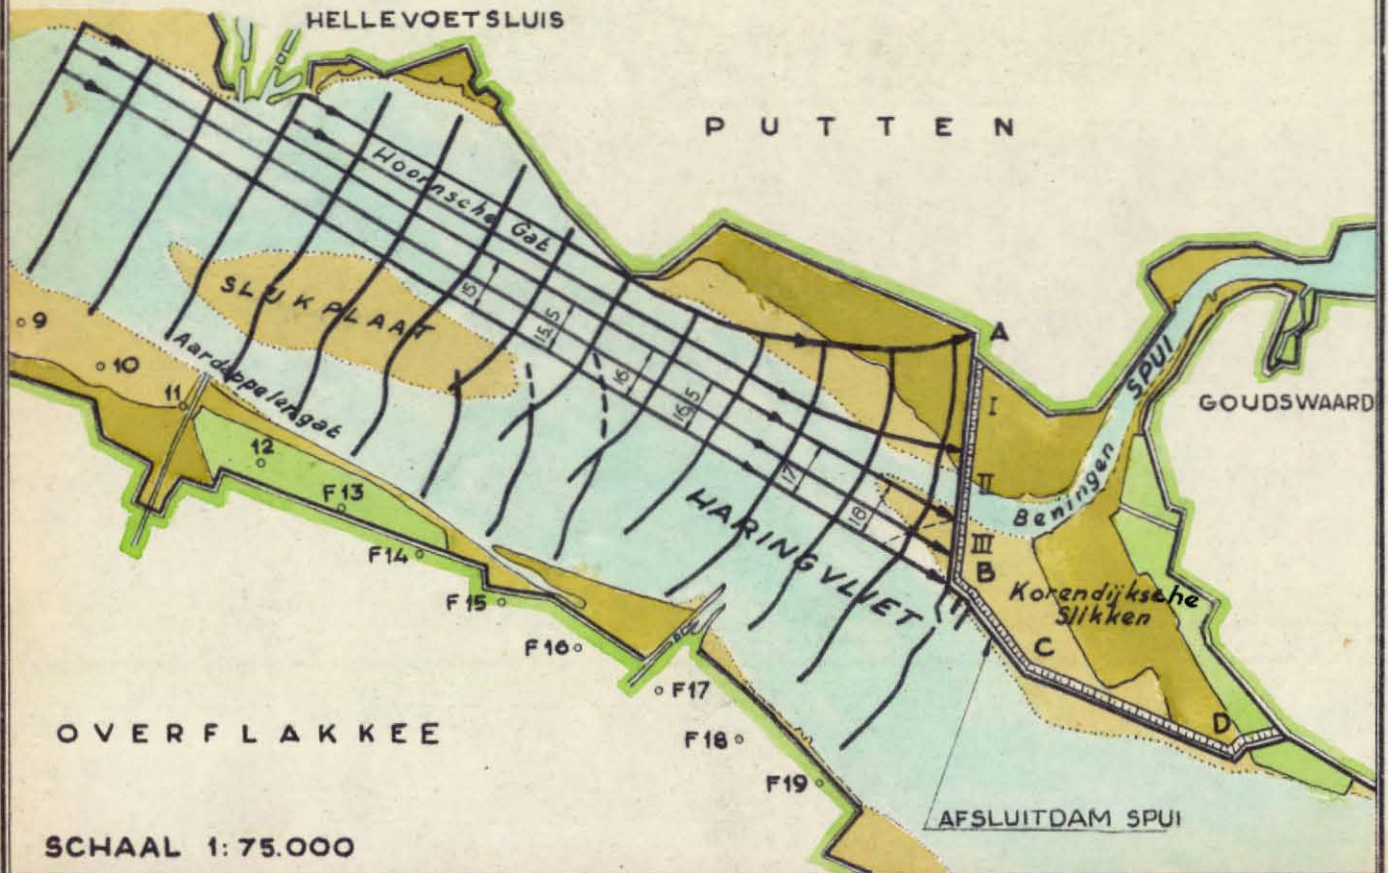 HELLEVOETSLUIS
PUTTEN
Hoornsche Gat
SLIJKPLAAT
Aardappelengat
9
10
11
12
F13
F14
F15
F16
F17
F18
F19
15
15.5
16
16.5
17
18
A
I
II
III
B
C
D
SPUI
GOUDSWAARD
Beningen
HARINGVLIET
Korendijksche
Slikken
OVERFLAKKEE
AFSLUITDAM SPUI
SCHAAL 1:75.000